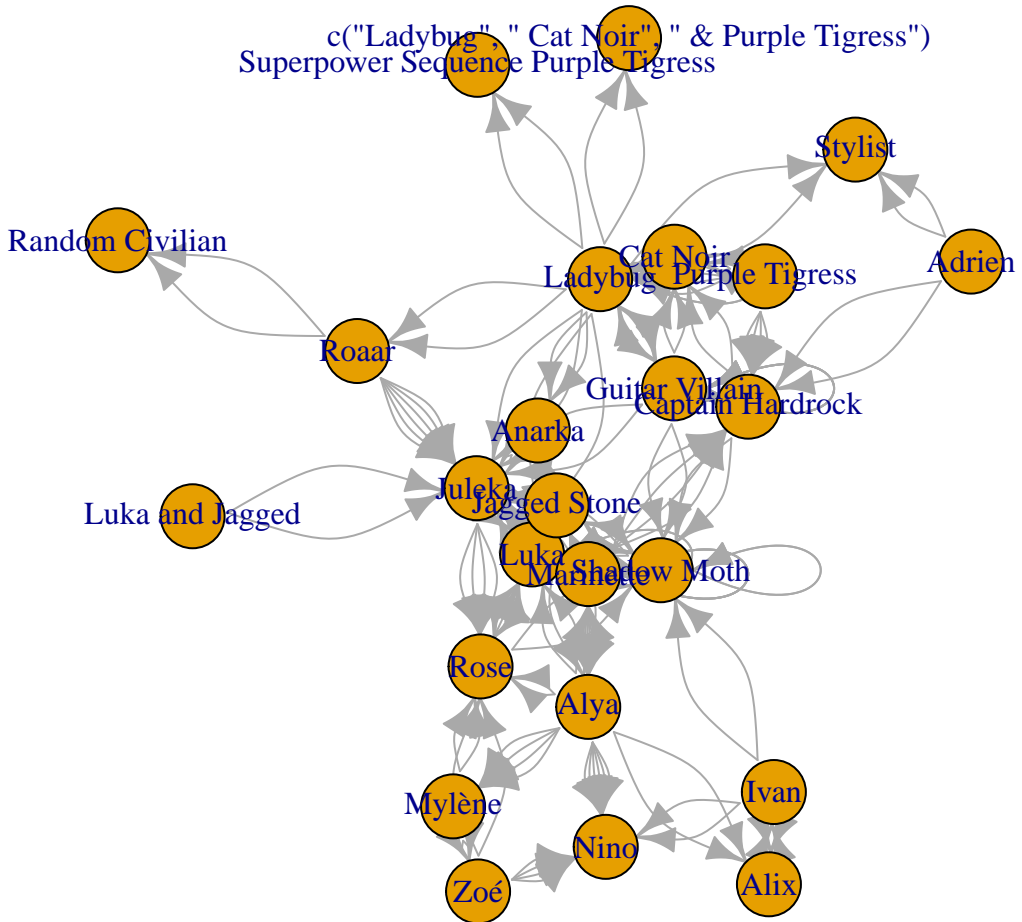 c("Ladybug", " Cat Noir", " & Purple Tigress")
Superpower Sequence Purple Tigress
Stylist
Random Civilian
Cat Noir
Adrien
Ladybug
Purple Tigress
Roaar
Guitar Villain
Captain Hardrock
Anarka
Juleka
Jagged Stone
Luka and Jagged
Luka
Marinette
Shadow Moth
Rose
Alya
Ivan
Mylène
Nino
Alix
Zoé